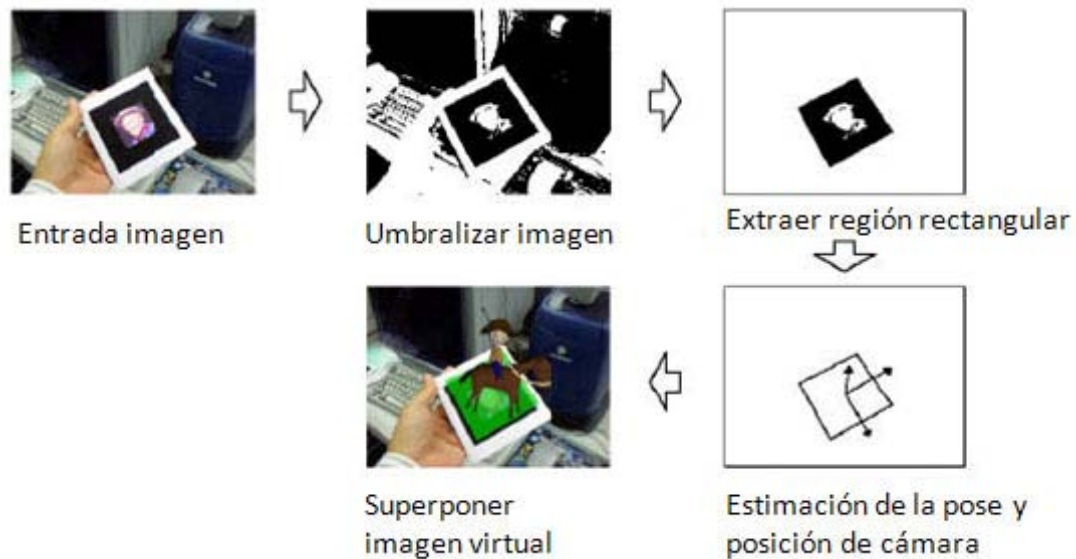 Entrada imagen
Umbralizar imagen
Extraer región rectangular
Superponer
imagen virtual
Estimación de la pose y
posición de cámara